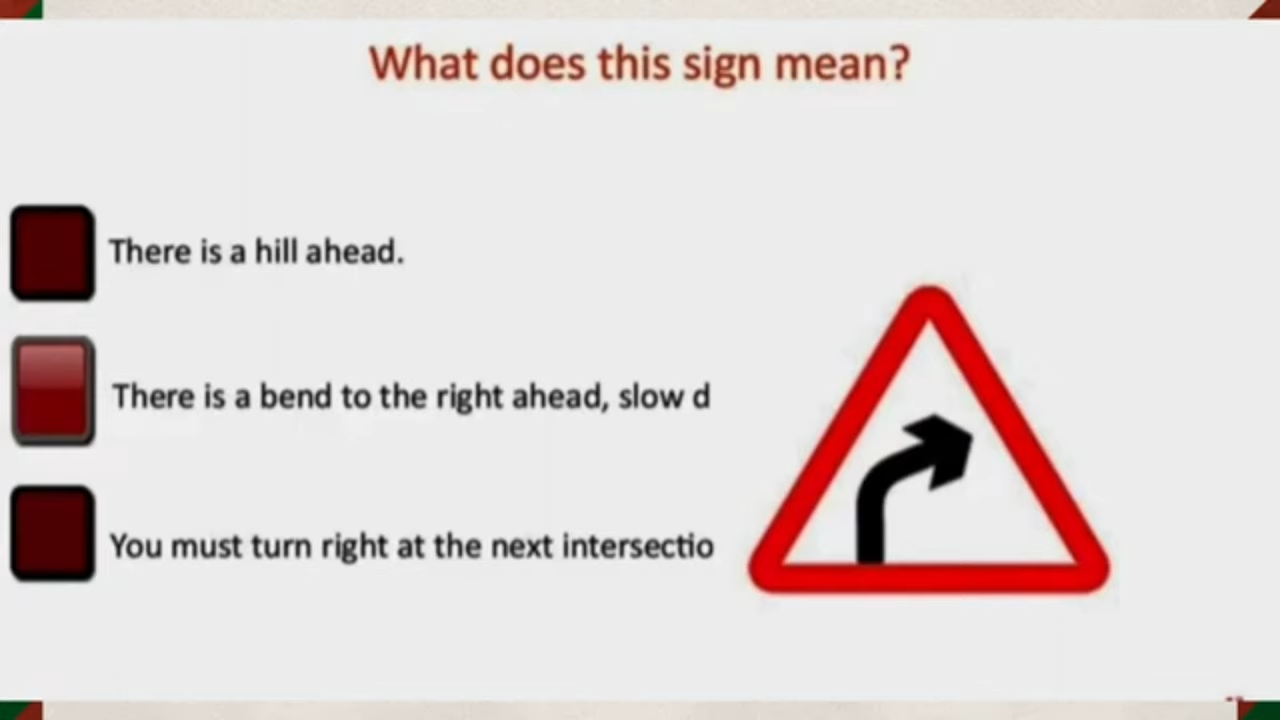 What does this sign mean?
There is a hill ahead.
There is a bend to the right ahead, slow d
You must turn right at the next intersectio